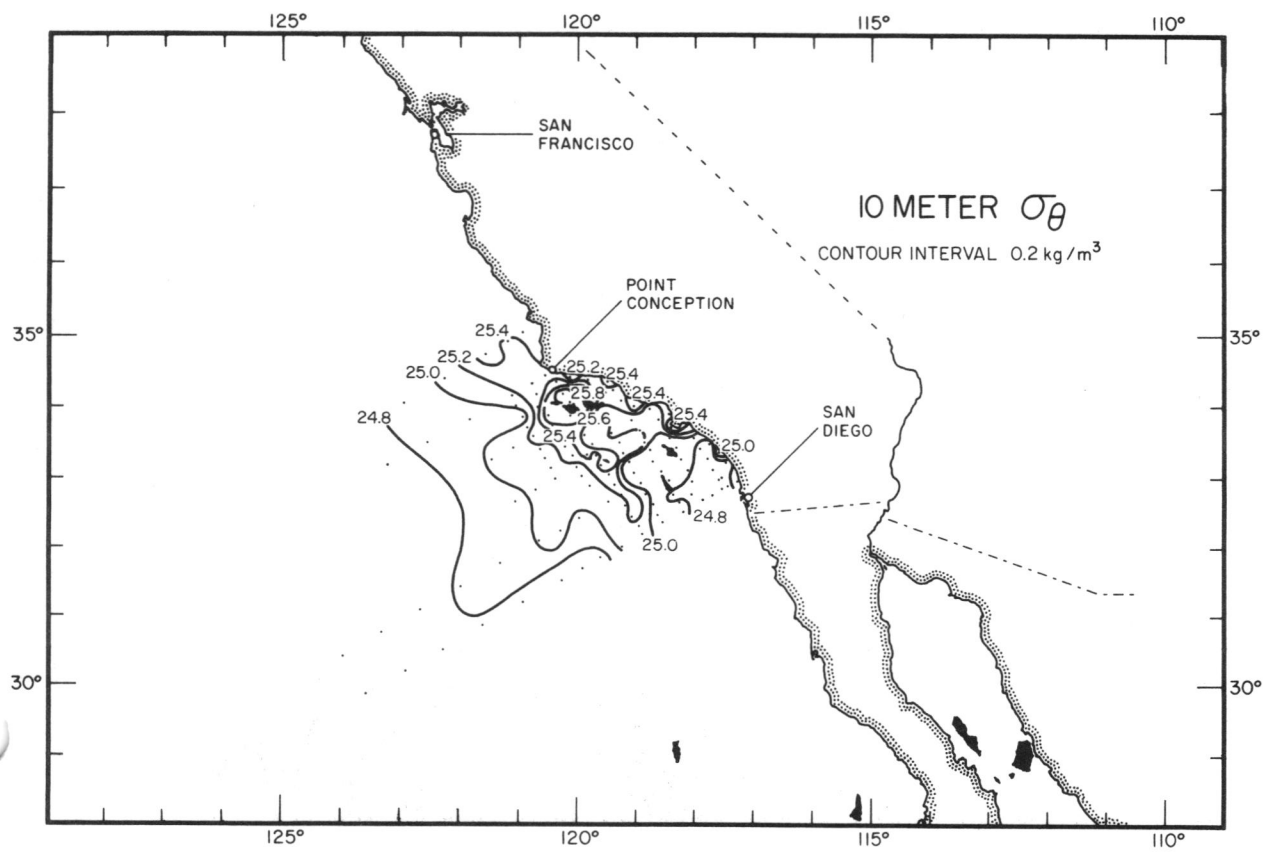 125° 120° 115° 110°
SAN
FRANCISCO
10 METER σθ
CONTOUR INTERVAL 0.2 kg/m³
POINT
CONCEPTION
35° 35°
25.4
25.2
25.0
25.2
25.4
25.8
25.4
24.8
25.6
25.4
25.4
25.0
SAN
DIEGO
24.8
25.0
30° 30°
125° 120° 115° 110°